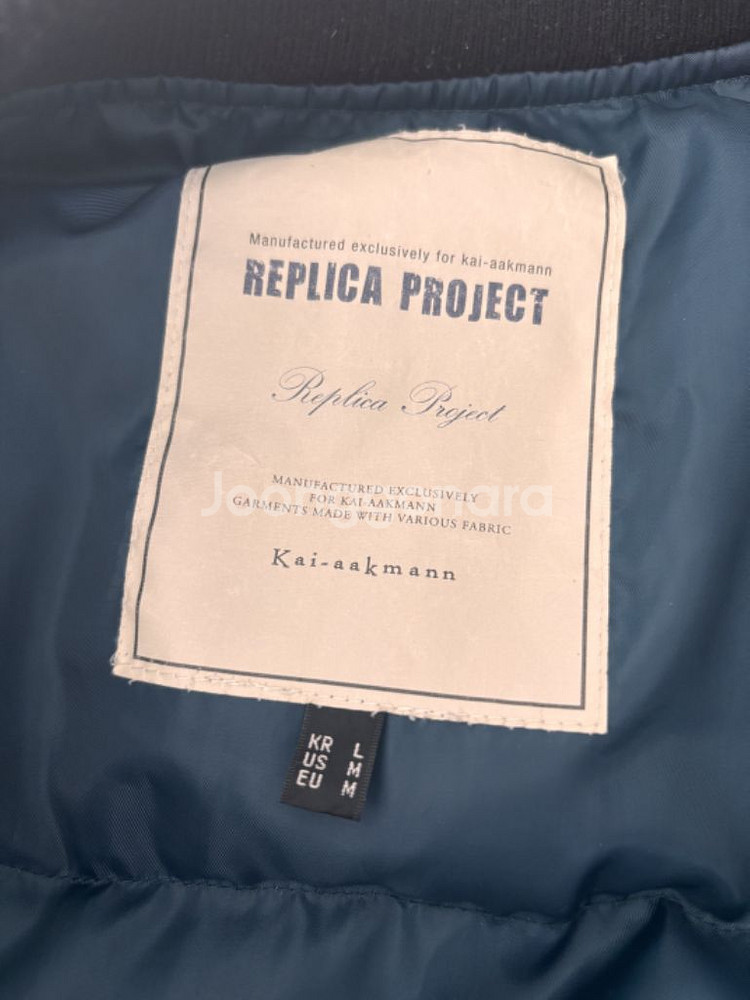 Manufactured exclusively for kai-aakmann
REPLICA PROJECT
Replica Project
MANUFACTURED EXCLUSIVELY
FOR KAI-AAKMANN
GARMENTS MADE WITH VARIOUS FABRIC
Joonggonara
Kai-aakmann
KR L
US M
EU M